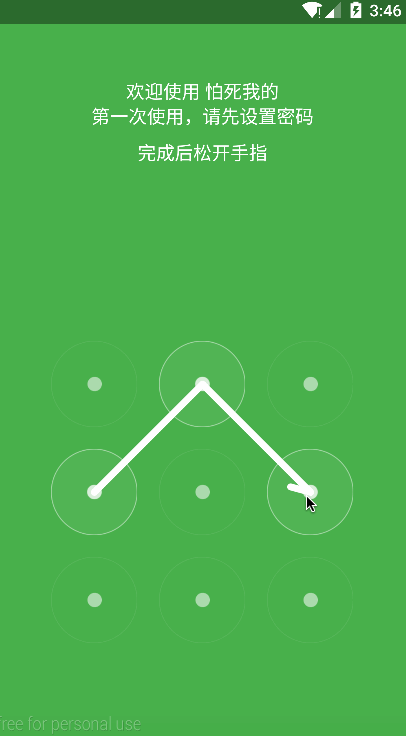 3:46
欢迎使用 怕死我的
第一次使用，请先设置密码
完成后松开手指
free for personal use